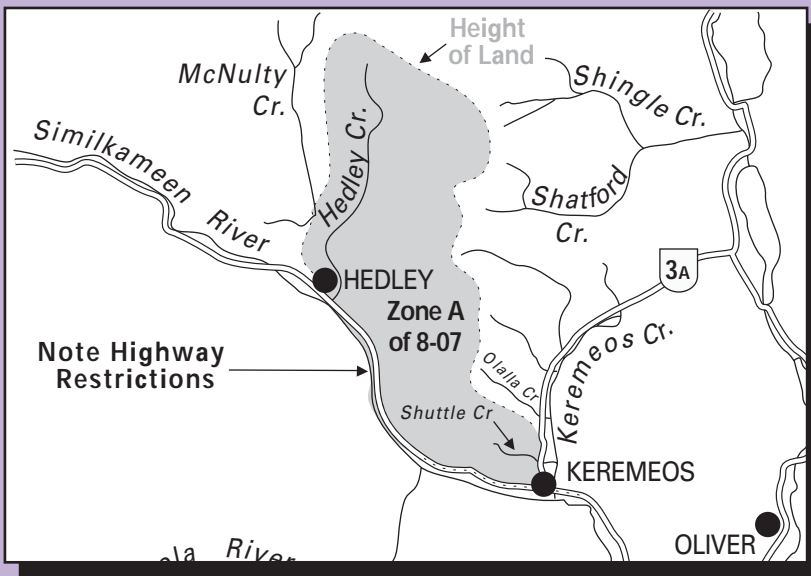 Height
of Land
McNulty
Cr.
Shingle Cr.
Similkameen
River
Hedley Cr.
Shatford
Cr.
3A
HEDLEY
Zone A
of 8-07
Note Highway
Restrictions
Olalla Cr
Keremeos Cr.
Shuttle Cr
KEREMEOS
OLIVER
River